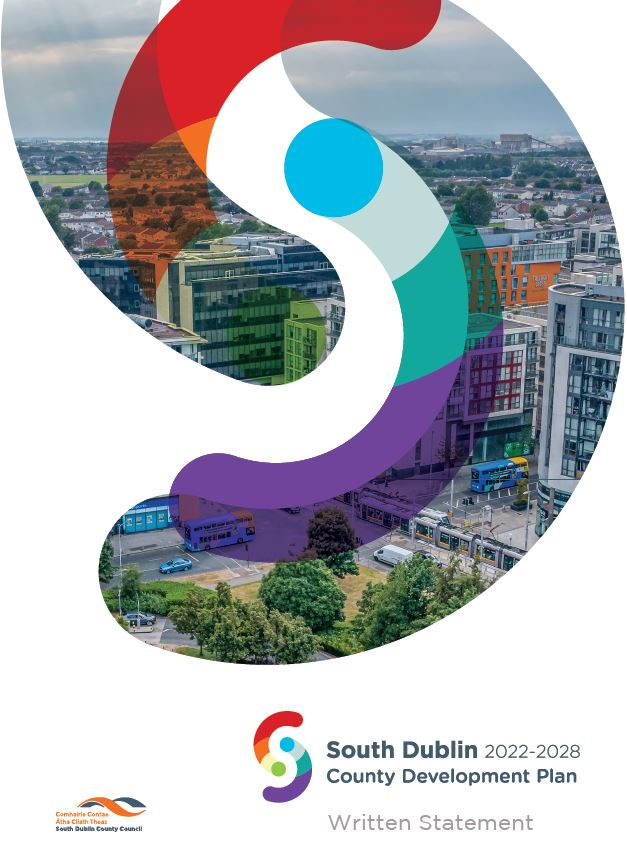 South Dublin 2022-2028
County Development Plan
Written Statement
Comhairle Contae
Átha Cliath Theas
South Dublin County Council